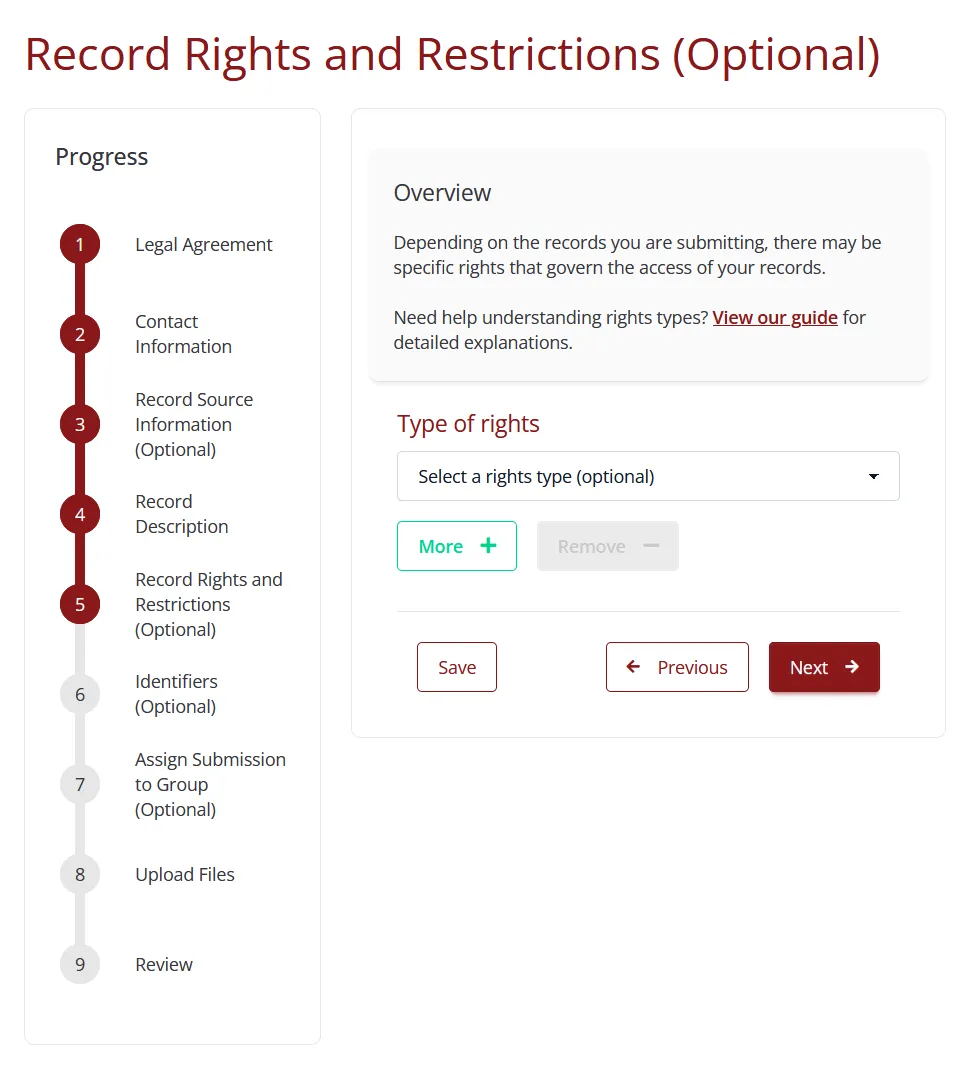 Record Rights and Restrictions (Optional)
Progress
1
Legal Agreement
2
Contact
Information
3
Record Source
Information
(Optional)
4
Record
Description
5
Record Rights and
Restrictions
(Optional)
6
Identifiers
(Optional)
7
Assign Submission
to Group
(Optional)
8
Upload Files
9
Review
Overview
Depending on the records you are submitting, there may be
specific rights that govern the access of your records.
Need help understanding rights types? View our guide for
detailed explanations.
Type of rights
Select a rights type (optional)
More
Remove
Save
Previous
Next